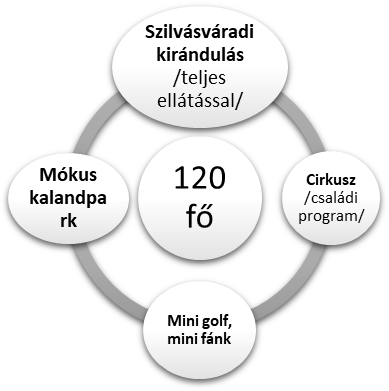 Szilvásváradi
kirándulás
/teljes
ellátással/
Mókus
kalandpa
rk
120
fő
Cirkusz
/családi
program/
Mini golf,
mini fánk